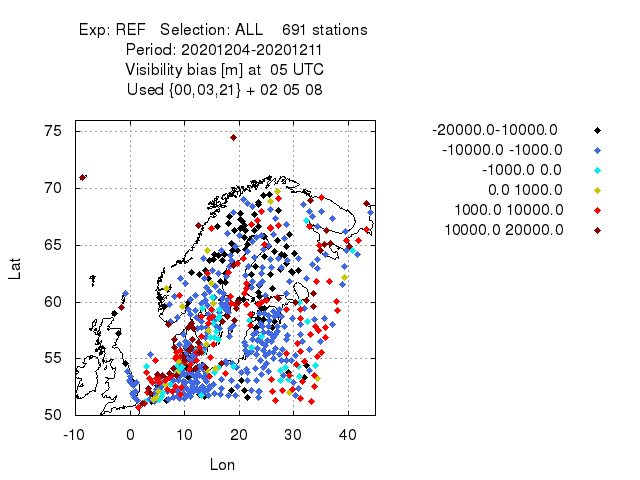 Exp: REF Selection: ALL 691 stations
Period: 20201204-20201211
Visibility bias [m] at 05 UTC
Used {00,03,21} + 02 05 08
-20000.0-10000.0
-10000.0 -1000.0
-1000.0 0.0
0.0 1000.0
1000.0 10000.0
10000.0 20000.0
75
70
65
60
55
50
Lat
-10 0 10 20 30 40
Lon